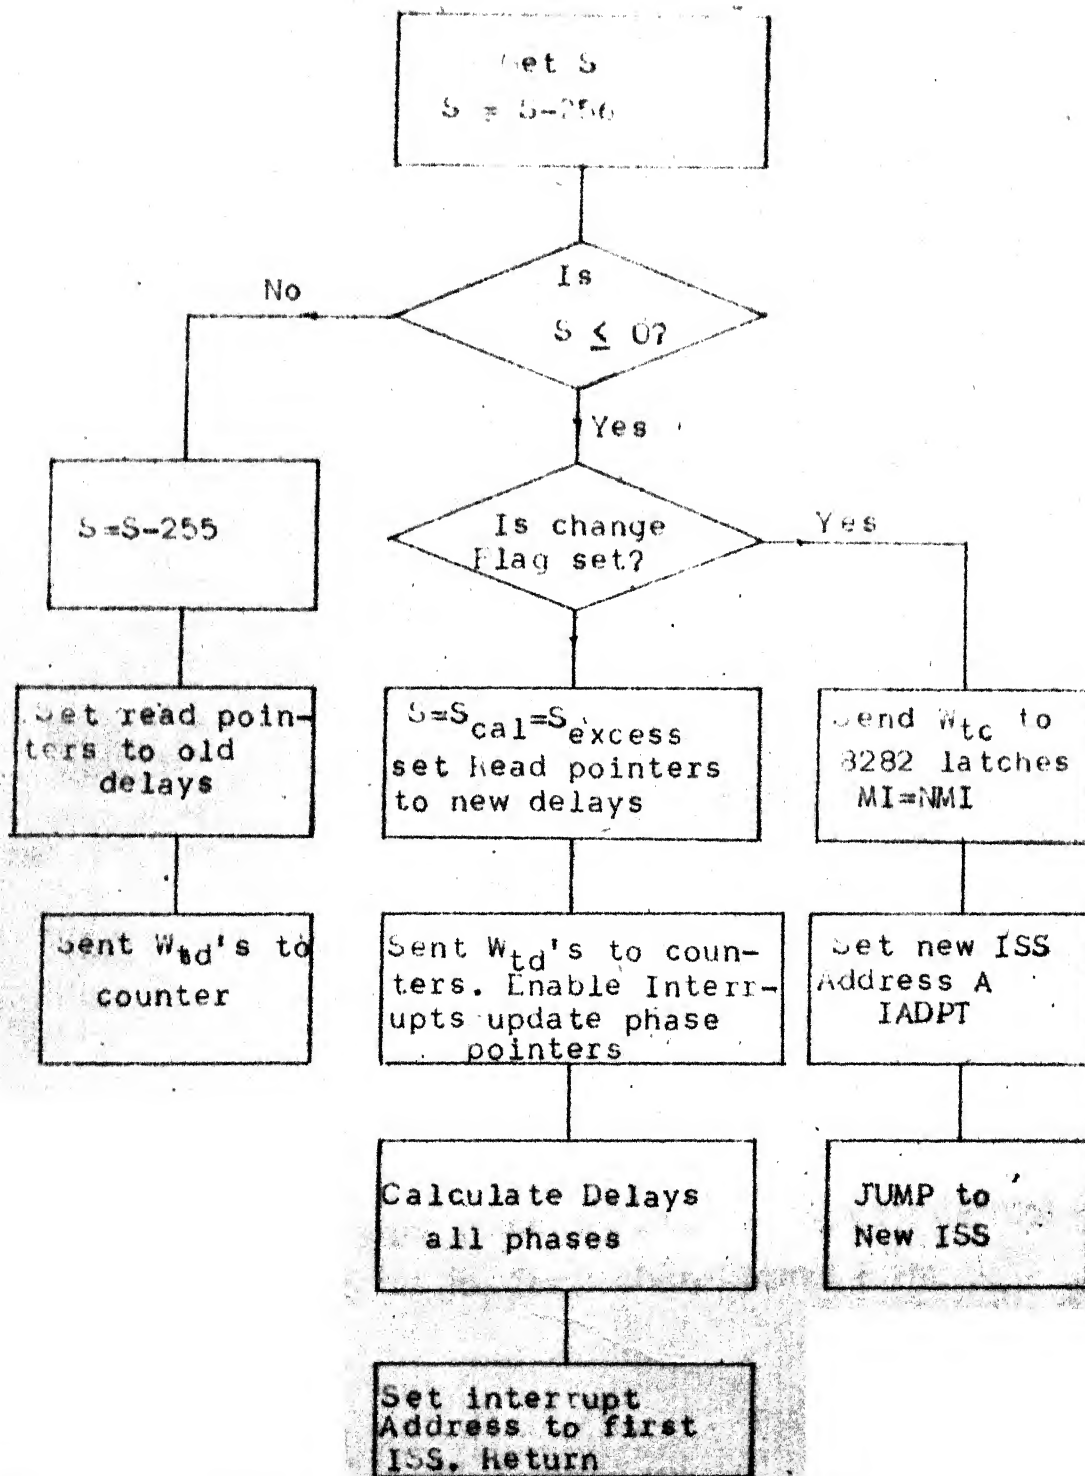 Get S
S = S-256
Is
S ≤ 0?
No
Yes
S=S-255
Is change
Flag set?
Yes
Set read poin-
ters to old
delays
S=Scal=Sexcess
set Read pointers
to new delays
Send Wtc to
8282 latches
MI=NMI
Sent Wtd's to
counter
Sent Wtd's to coun-
ters. Enable Interr-
upts update phase
pointers
Set new ISS
Address A
IADPT
Calculate Delays
all phases
JUMP to
New ISS
Set interrupt
Address to first
ISS. Return